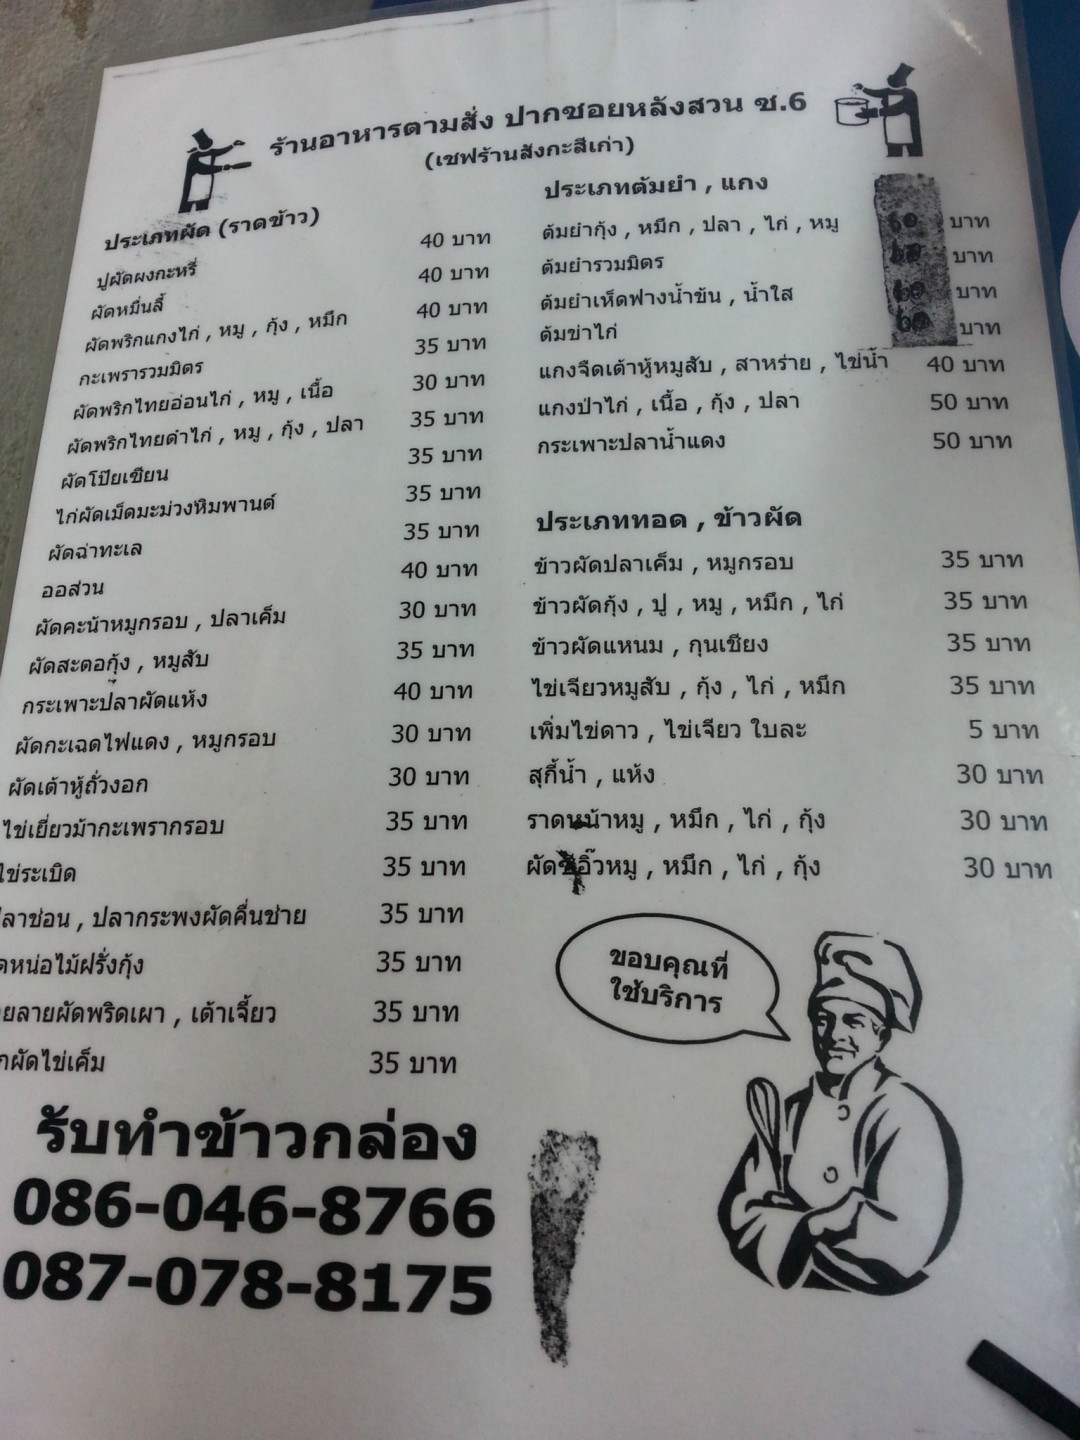 ร้านอาหารตามสั่ง ปากซอยหลังสวน ซ.6
(เชฟร้านสังกะสีเก่า)
ประเภทผัด (ราดข้าว)
ปูผัดผงกะหรี่ 40 บาท
ผัดหมี่นลี้ 40 บาท
ผัดพริกแกงไก่ , หมู , กุ้ง , หมึก 40 บาท
กะเพรารวมมิตร 35 บาท
ผัดพริกไทยอ่อนไก่ , หมู , เนื้อ 30 บาท
ผัดพริกไทยดำไก่ , หมู , กุ้ง , ปลา 35 บาท
ผัดโป๊ยเซียน 35 บาท
ไก่ผัดเม็ดมะม่วงหิมพานต์ 35 บาท
ผัดฉ่าทะเล 35 บาท
ออส่วน 40 บาท
ผัดคะน้าหมูกรอบ , ปลาเค็ม 30 บาท
ผัดสะตอกุ้ง , หมูสับ 35 บาท
กระเพาะปลาผัดแห้ง 40 บาท
ผัดกะเฉดไฟแดง , หมูกรอบ 30 บาท
ผัดเต้าหู้ถั่วงอก 30 บาท
ไข่เยี่ยวม้ากะเพรากรอบ 35 บาท
ไข่ระเบิด 35 บาท
ปลาช่อน , ปลากระพงผัดคื่นช่าย 35 บาท
ดหน่อไม้ฝรั่งกุ้ง 35 บาท
ยลายผัดพริดเผา , เต้าเจี้ยว 35 บาท
กผัดไข่เค็ม 35 บาท
รับทำข้าวกล่อง
086-046-8766
087-078-8175
ประเภทต้มยำ , แกง
ต้มยำกุ้ง , หมึก , ปลา , ไก่ , หมู 60 บาท
ต้มยำรวมมิตร บาท
ต้มยำเห็ดฟางน้ำข้น , น้ำใส 60 บาท
ต้มข่าไก่ 60 บาท
แกงจืดเต้าหู้หมูสับ , สาหร่าย , ไข่น้ำ 40 บาท
แกงป่าไก่ , เนื้อ , กุ้ง , ปลา 50 บาท
กระเพาะปลาน้ำแดง 50 บาท
ประเภททอด , ข้าวผัด
ข้าวผัดปลาเค็ม , หมูกรอบ 35 บาท
ข้าวผัดกุ้ง , ปู , หมู , หมึก , ไก่ 35 บาท
ข้าวผัดแหนม , กุนเชียง 35 บาท
ไข่เจียวหมูสับ , กุ้ง , ไก่ , หมึก 35 บาท
เพิ่มไข่ดาว , ไข่เจียว ใบละ 5 บาท
สุกี้น้ำ , แห้ง 30 บาท
ราดหน้าหมู , หมึก , ไก่ , กุ้ง 30 บาท
ผัดซีอิ๊วหมู , หมึก , ไก่ , กุ้ง 30 บาท
ขอบคุณที่
ใช้บริการ